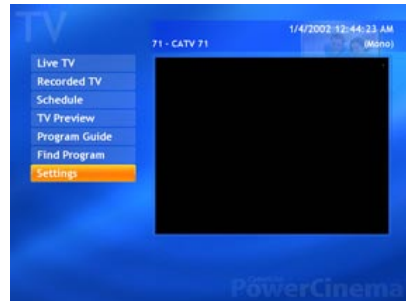 TV
1/4/2002 12:44:23 AM
71 - CATV 71 (Mono)
Live TV
Recorded TV
Schedule
TV Preview
Program Guide
Find Program
Settings
PowerCinema